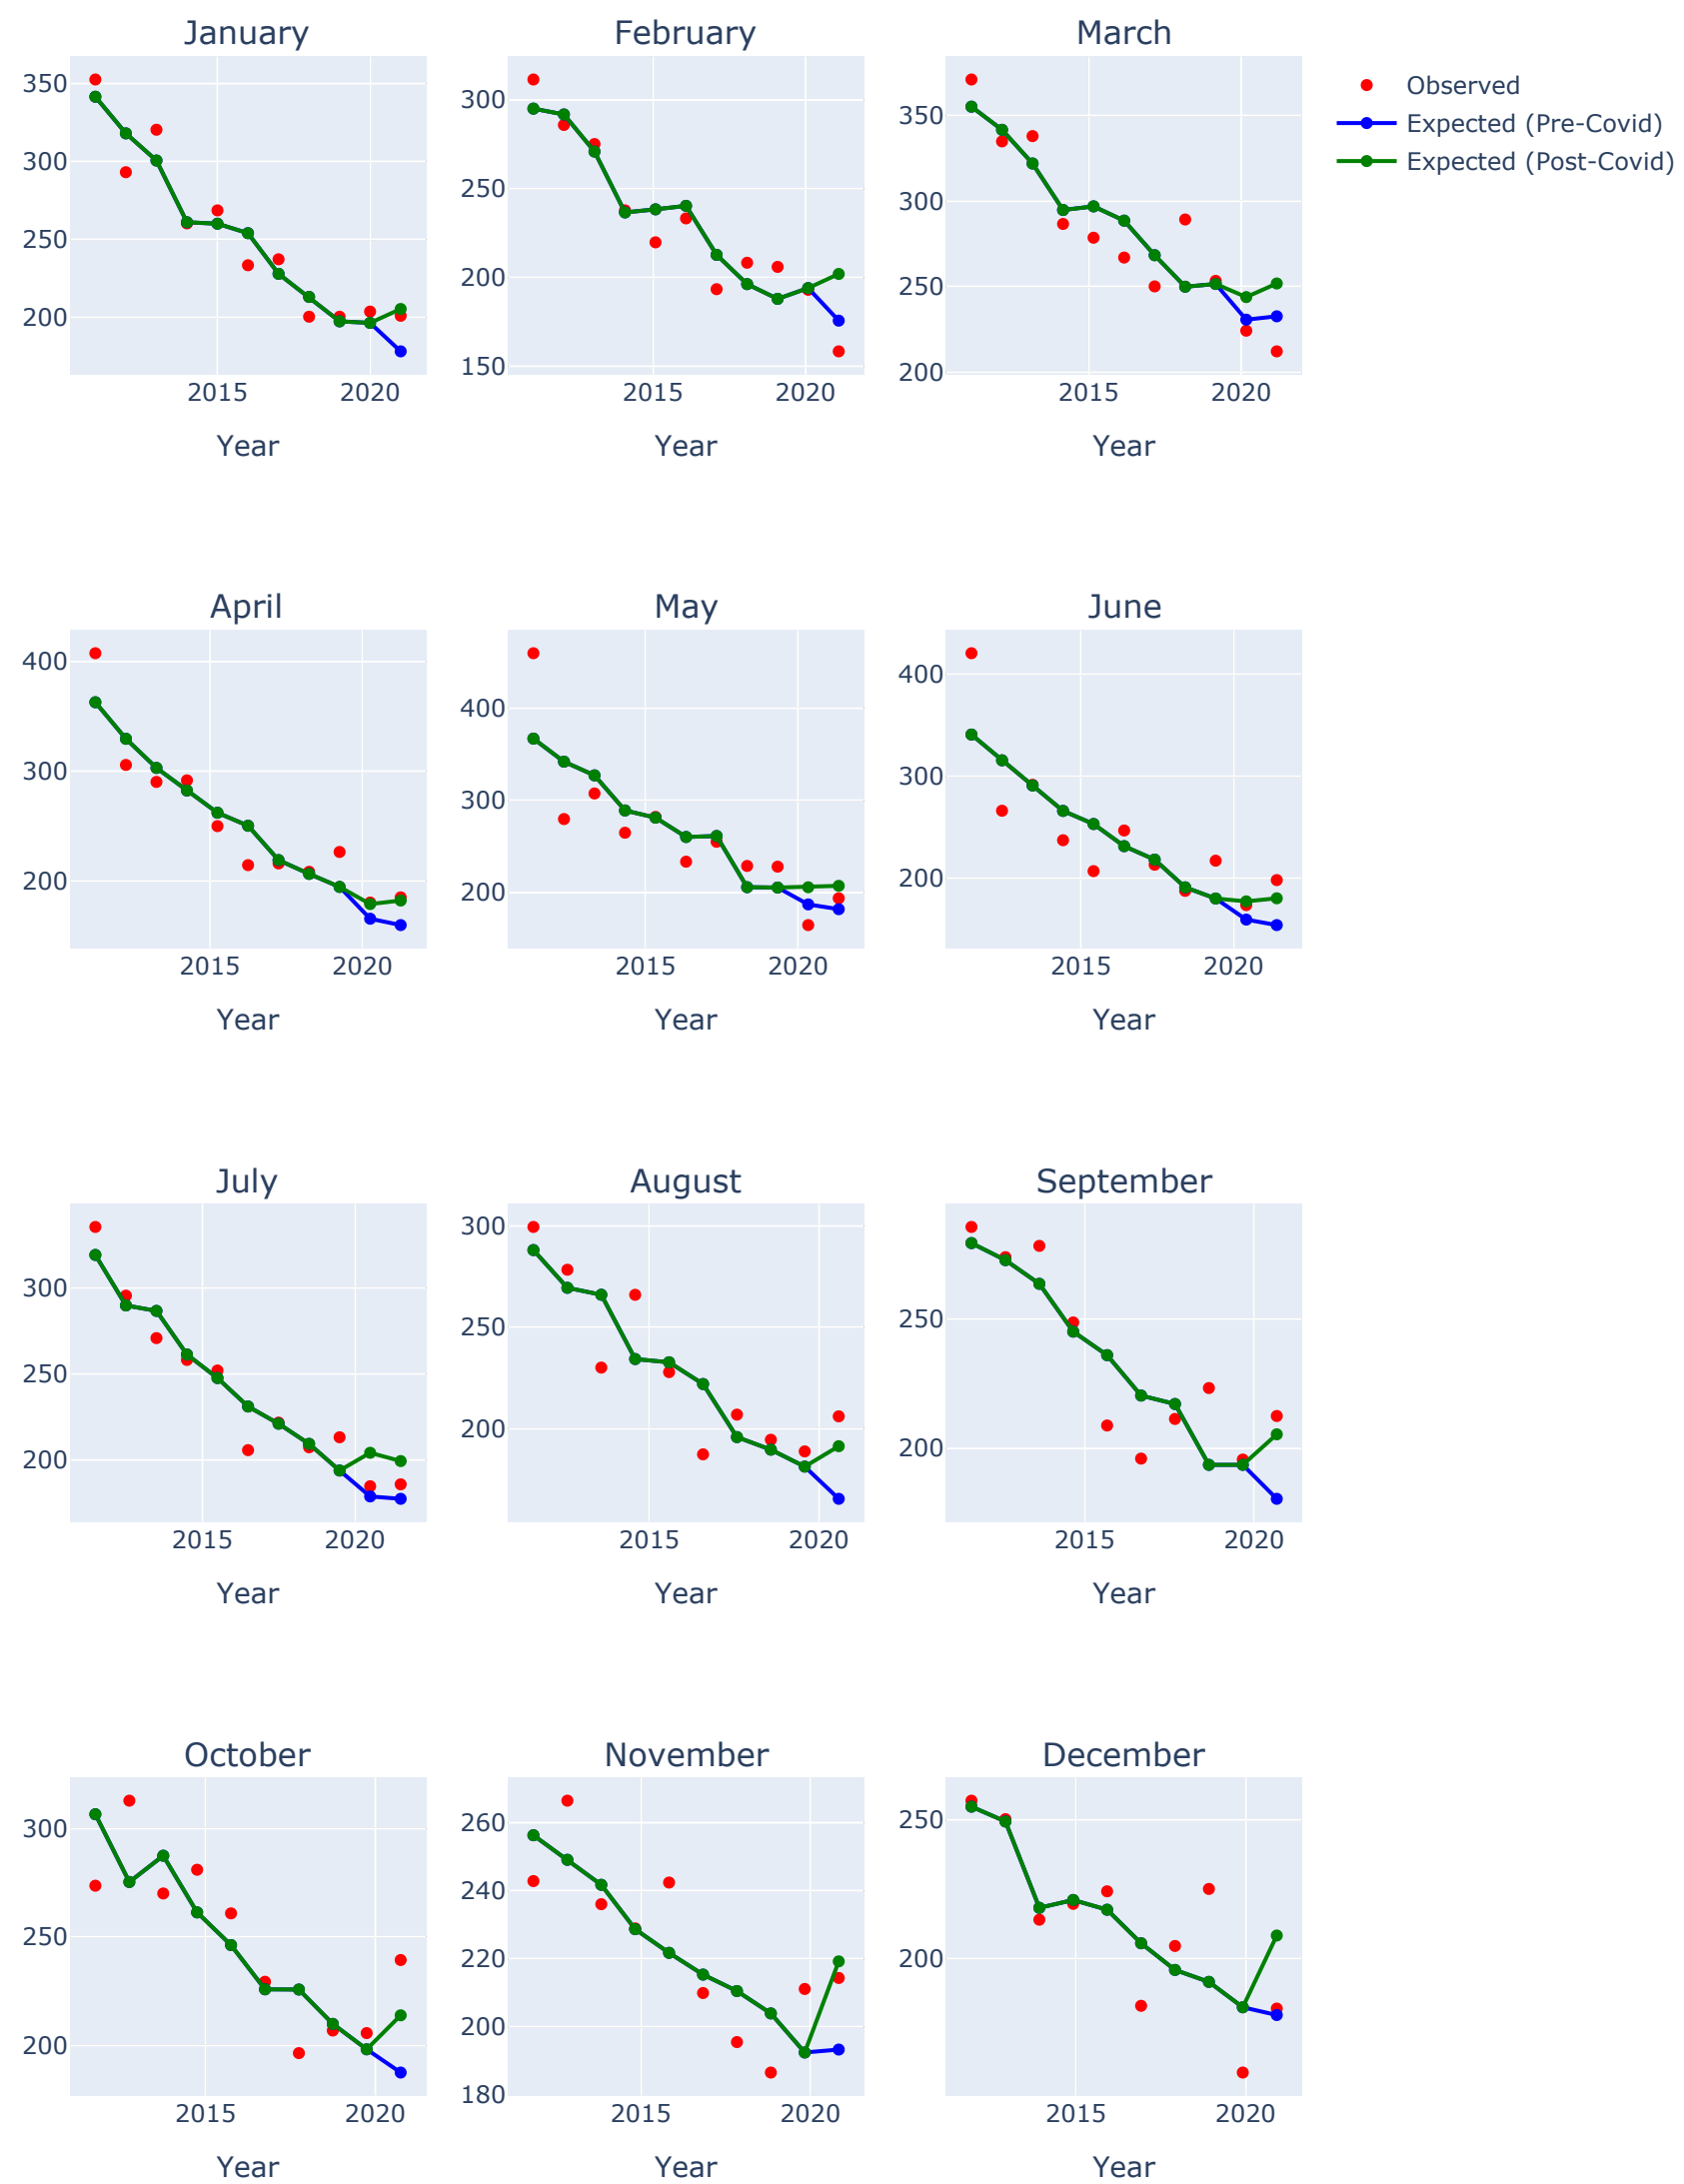 January
February
March
350
300
250
200
2015
2020
Year
300
250
200
150
2015
2020
Year
350
300
250
200
2015
2020
Year
Observed
Expected (Pre-Covid)
Expected (Post-Covid)
April
May
June
400
300
200
2015
2020
Year
400
300
200
2015
2020
Year
400
300
200
2015
2020
Year
July
August
September
300
250
200
2015
2020
Year
300
250
200
2015
2020
Year
250
200
2015
2020
Year
October
November
December
300
250
200
2015
2020
Year
260
240
220
200
180
2015
2020
Year
250
200
2015
2020
Year